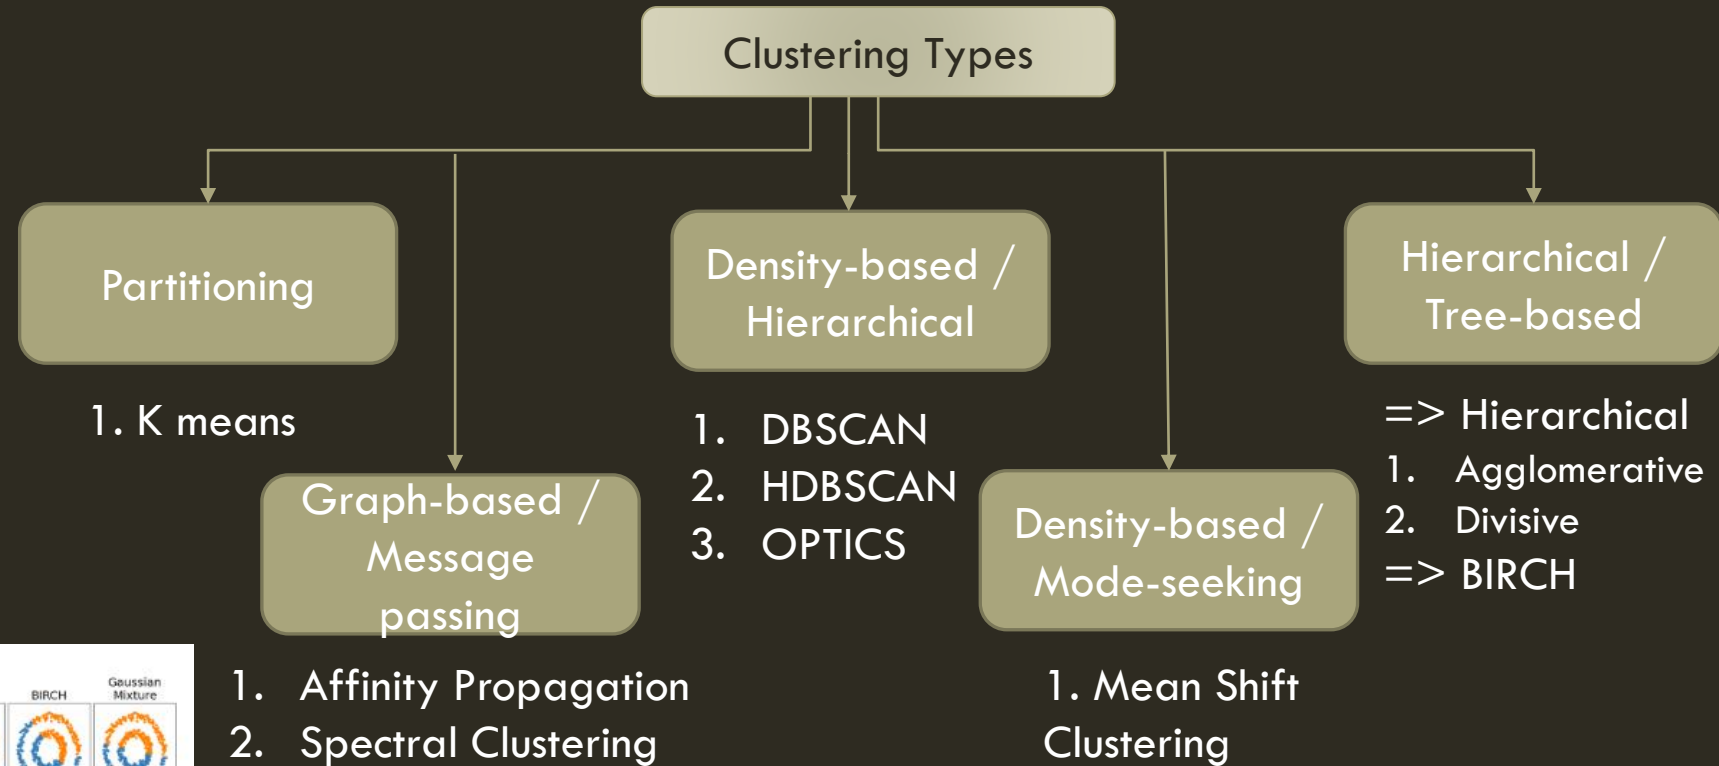 Clustering Types
Partitioning
1. K means
Graph-based /
Message
passing
1. Affinity Propagation
2. Spectral Clustering
Density-based /
Hierarchical
1. DBSCAN
2. HDBSCAN
3. OPTICS
Density-based /
Mode-seeking
1. Mean Shift
Clustering
Hierarchical /
Tree-based
=> Hierarchical
1. Agglomerative
2. Divisive
=> BIRCH
BIRCH
Gaussian
Mixture